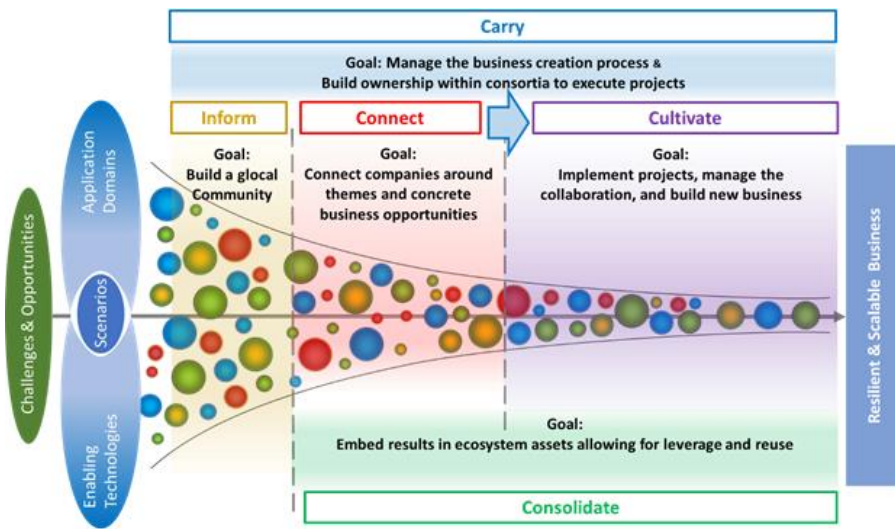 Carry
Goal: Manage the business creation process &
Build ownership within consortia to execute projects
Inform
Connect
Cultivate
Goal:
Build a glocal
Community
Goal:
Connect companies around
themes and concrete
business opportunities
Goal:
Implement projects, manage the
collaboration, and build new business
Challenges & Opportunities
Application
Domains
Scenarios
Enabling
Technologies
Resilient & Scalable Business
Goal:
Embed results in ecosystem assets allowing for leverage and reuse
Consolidate